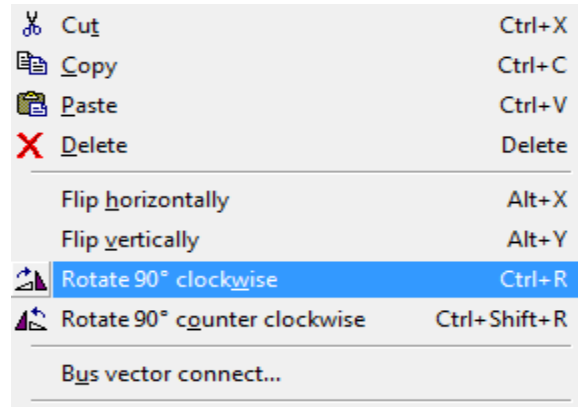 Cut Ctrl+X
Copy Ctrl+C
Paste Ctrl+V
Delete Delete
Flip horizontally Alt+X
Flip vertically Alt+Y
Rotate 90° clockwise Ctrl+R
Rotate 90° counter clockwise Ctrl+Shift+R
Bus vector connect...